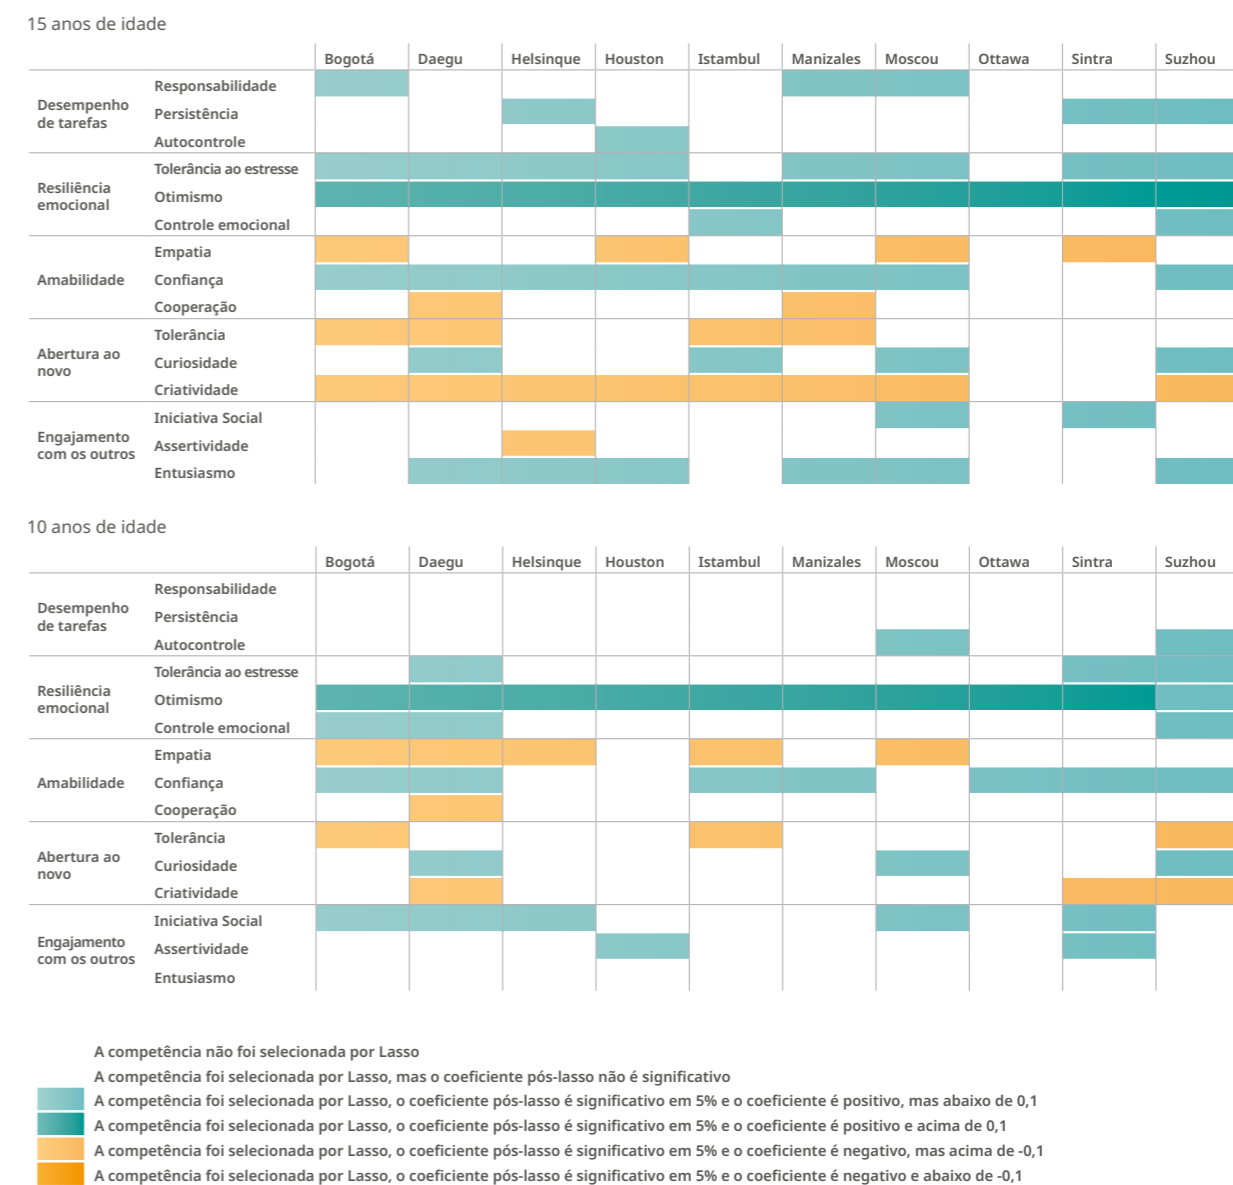 15 anos de idade
Bogotá Daegu Helsinque Houston Istambul Manizales Moscou Ottawa Sintra Suzhou
Desempenho
de tarefas
Responsabilidade
Persistência
Autocontrole
Resiliência
emocional
Tolerância ao estresse
Otimismo
Controle emocional
Amabilidade
Empatia
Confiança
Cooperação
Abertura ao
novo
Tolerância
Curiosidade
Criatividade
Engajamento
com os outros
Iniciativa Social
Assertividade
Entusiasmo
10 anos de idade
Bogotá Daegu Helsinque Houston Istambul Manizales Moscou Ottawa Sintra Suzhou
Desempenho
de tarefas
Responsabilidade
Persistência
Autocontrole
Resiliência
emocional
Tolerância ao estresse
Otimismo
Controle emocional
Amabilidade
Empatia
Confiança
Cooperação
Abertura ao
novo
Tolerância
Curiosidade
Criatividade
Engajamento
com os outros
Iniciativa Social
Assertividade
Entusiasmo
A competência não foi selecionada por Lasso
A competência foi selecionada por Lasso, mas o coeficiente pós-lasso não é significativo
A competência foi selecionada por Lasso, o coeficiente pós-lasso é significativo em 5% e o coeficiente é positivo, mas abaixo de 0,1
A competência foi selecionada por Lasso, o coeficiente pós-lasso é significativo em 5% e o coeficiente é positivo e acima de 0,1
A competência foi selecionada por Lasso, o coeficiente pós-lasso é significativo em 5% e o coeficiente é negativo, mas acima de -0,1
A competência foi selecionada por Lasso, o coeficiente pós-lasso é significativo em 5% e o coeficiente é negativo e abaixo de -0,1